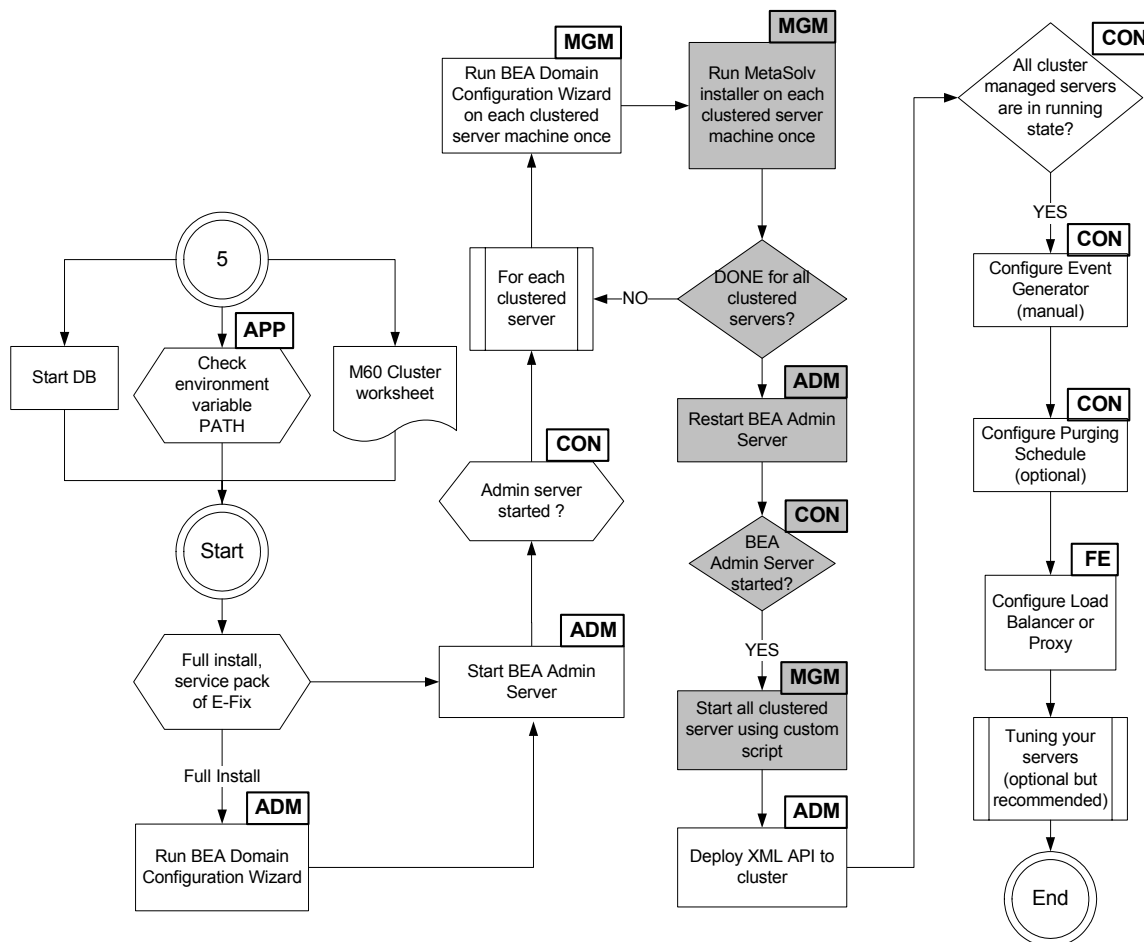 5
Start DB
APP
Check
environment
variable
PATH
M60 Cluster
worksheet
Start
Full install,
service pack
of E-Fix
Full Install
ADM
Run BEA Domain
Configuration Wizard
ADM
Start BEA Admin
Server
CON
Admin server
started ?
For each
clustered
server
MGM
Run BEA Domain
Configuration Wizard
on each clustered
server machine once
MGM
Run MetaSolv
installer on each
clustered server
machine once
DONE for all
clustered
servers?
NO
ADM
Restart BEA Admin
Server
CON
BEA
Admin Server
started?
YES
MGM
Start all clustered
server using custom
script
ADM
Deploy XML API to
cluster
CON
All cluster
managed servers
are in running
state?
YES
CON
Configure Event
Generator
(manual)
CON
Configure Purging
Schedule
(optional)
FE
Configure Load
Balancer or
Proxy
Tuning your
servers
(optional but
recommended)
End